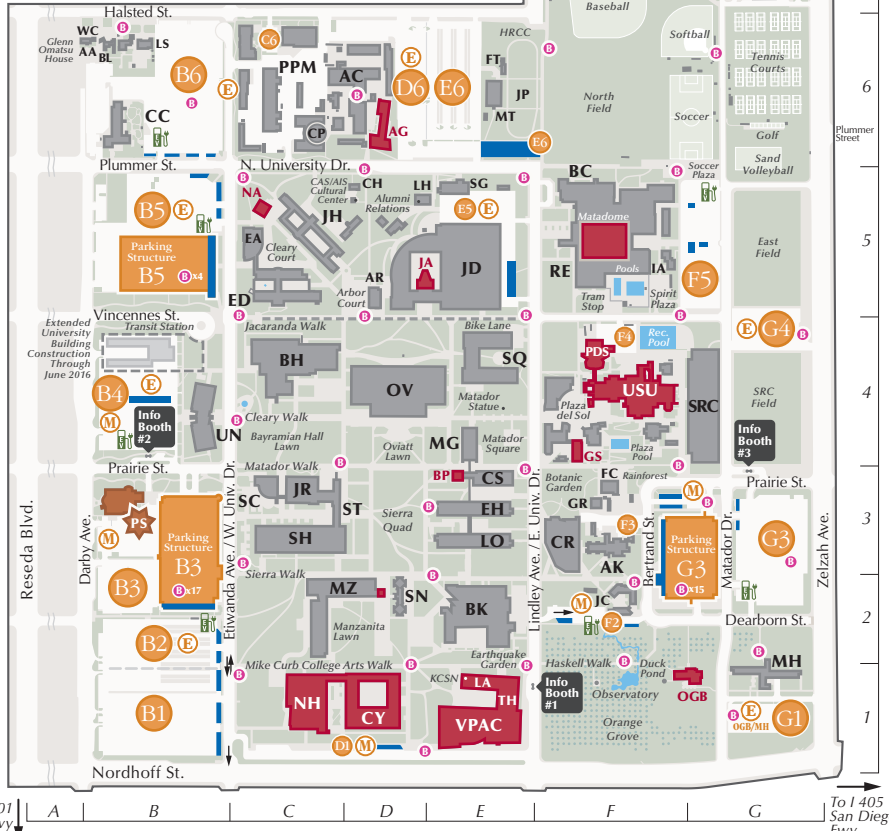 Halsted St.
Baseball
WC
Glenn
Omatsu
House
AA
BL
LS
B
C6
HRCC
B
Softball
B
B6
E
B
PPM
AC
E
D6
E6
FT
JP
MT
B
North
Field
Tennis
Courts
6
CC
CP
AG
E6
Soccer
Golf
Plummer
Street
Plummer St.
N. University Dr.
B
BC
B
Soccer
Plaza
Sand
Volleyball
B
NA
CAS/AIS
Cultural
Center
CH
LH
SG
B
Alumni
Relations
E5
E
B5
E
JH
Matadome
EA
Cleary
Court
Parking
Structure
B5
B x4
JA
JD
East
Field
5
RE
Pools
IA
F5
AR
Arbor
Court
ED
Tram
Stop
Spirit
Plaza
Vincennes St.
B
B
B
B
Transit Station
Jacaranda Walk
Bike Lane
E
G4
B
Extended
University
Building
Construction
Through
June 2016
F4
Rec.
Pool
PDS
BH
OV
SQ
USU
SRC
SRC
Field
4
E
B4
M
Info
Booth
#2
UN
B
Cleary Walk
Bayramian Hall
Lawn
Matador
Statue
Plaza
del Sol
Oviatt
Lawn
MG
Matador
Square
GS
Plaza
Pool
Info
Booth
#3
Prairie St.
Matador Walk
B
BP
CS
Botanic
Garden
FC
Rainforest
B
Prairie St.
SC
JR
ST
B
EH
GR
M
B
PS
M
Parking
Structure
B3
B x17
SH
Sierra
Quad
LO
CR
F3
AK
Parking
Structure
G3
B x15
G3
B
3
Reseda Blvd.
Darby Ave.
Etiwanda Ave. / W. Univ. Dr.
Lindley Ave. / E. Univ. Dr.
Bertrand St.
Matador Dr.
Zelzah Ave.
B
Sierra Walk
B
B
B3
MZ
SN
BK
M
JC
F2
Dearborn St.
2
B2
E
Manzanita
Lawn
Earthquake
Garden
B
Mike Curb College Arts Walk
B
B
Haskell Walk
B
Duck
Pond
B
MH
KCSN
LA
Info
Booth
#1
Observatory
OGB
NH
CY
TH
VPAC
B1
Orange
Grove
B
E
OGB/MH
G1
1
D1
M
B
Nordhoff St.
A
B
C
D
E
F
G
To I 405
San Dieg